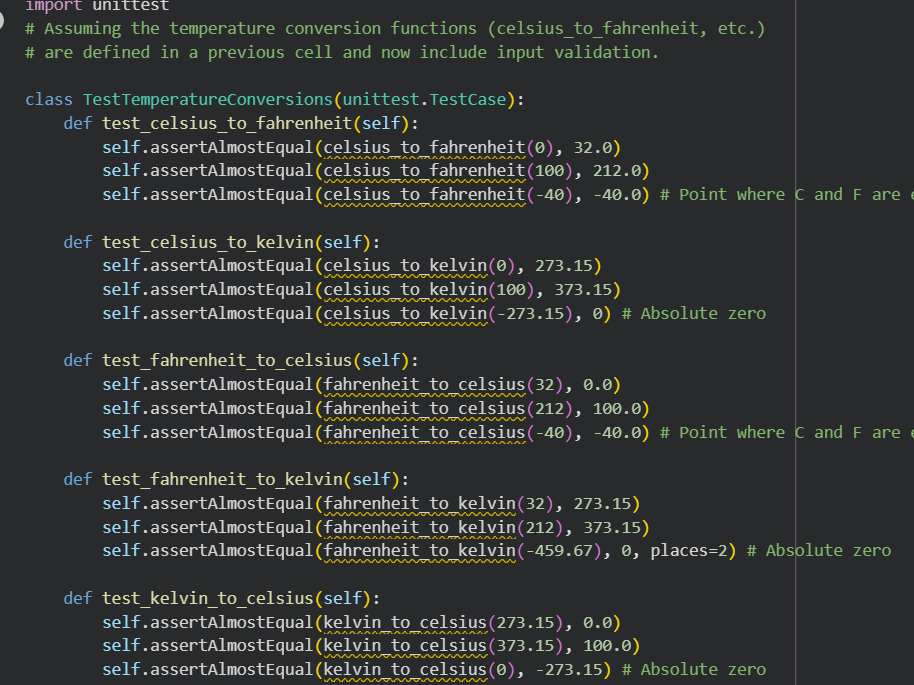 import unittest
# Assuming the temperature conversion functions (celsius_to_fahrenheit, etc.)
# are defined in a previous cell and now include input validation.
class TestTemperatureConversions(unittest.TestCase):
def test_celsius_to_fahrenheit(self):
self.assertAlmostEqual(celsius_to_fahrenheit(0), 32.0)
self.assertAlmostEqual(celsius_to_fahrenheit(100), 212.0)
self.assertAlmostEqual(celsius_to_fahrenheit(-40), -40.0) # Point where C and F are
def test_celsius_to_kelvin(self):
self.assertAlmostEqual(celsius_to_kelvin(0), 273.15)
self.assertAlmostEqual(celsius_to_kelvin(100), 373.15)
self.assertAlmostEqual(celsius_to_kelvin(-273.15), 0) # Absolute zero
def test_fahrenheit_to_celsius(self):
self.assertAlmostEqual(fahrenheit_to_celsius(32), 0.0)
self.assertAlmostEqual(fahrenheit_to_celsius(212), 100.0)
self.assertAlmostEqual(fahrenheit_to_celsius(-40), -40.0) # Point where C and F are
def test_fahrenheit_to_kelvin(self):
self.assertAlmostEqual(fahrenheit_to_kelvin(32), 273.15)
self.assertAlmostEqual(fahrenheit_to_kelvin(212), 373.15)
self.assertAlmostEqual(fahrenheit_to_kelvin(-459.67), 0, places=2) # Absolute zero
def test_kelvin_to_celsius(self):
self.assertAlmostEqual(kelvin_to_celsius(273.15), 0.0)
self.assertAlmostEqual(kelvin_to_celsius(373.15), 100.0)
self.assertAlmostEqual(kelvin_to_celsius(0), -273.15) # Absolute zero